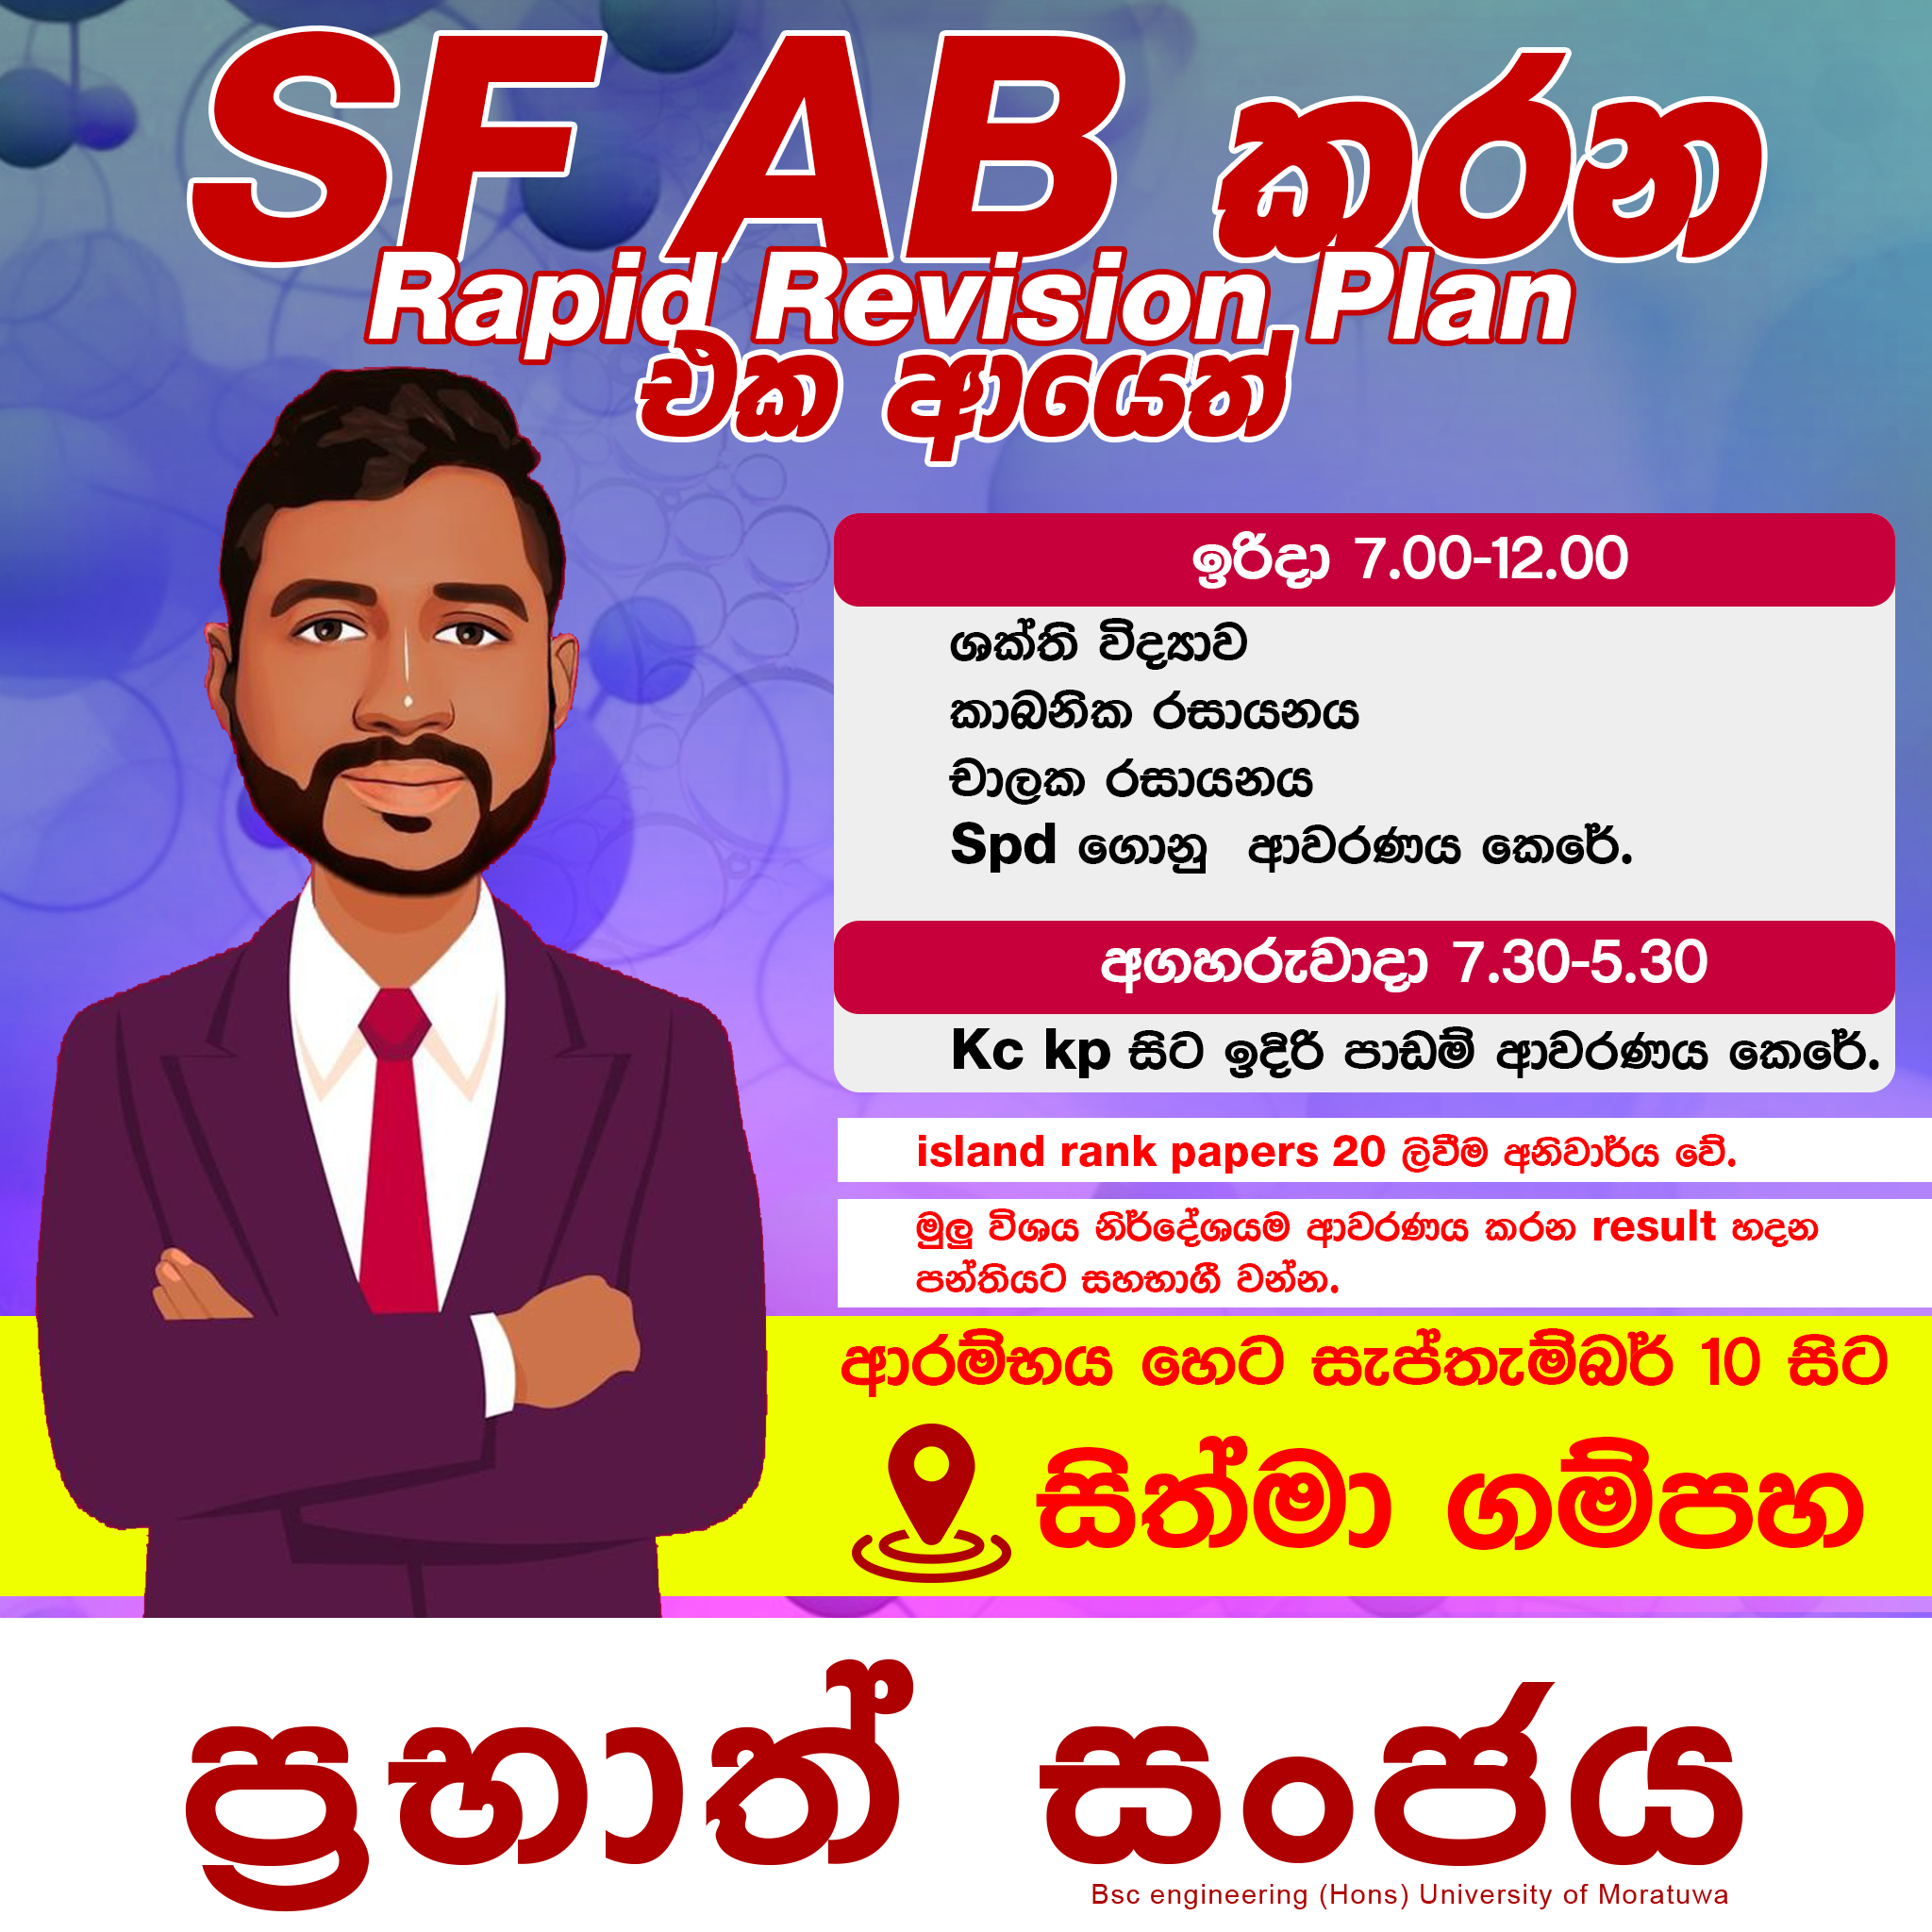 SF AB කරන
Rapid Revision Plan
එක ආයෙත්
ඉරිදා 7.00-12.00
ශක්ති විද්‍යාව
කාබනික රසායනය
චාලක රසායනය
Spd ගොනු ආවරණය කෙරේ.
අගහරුවාදා 7.30-5.30
Kc kp සිට ඉදිරි පාඩම් ආවරණය කෙරේ.
island rank papers 20 ලිවීම අනිවාර්ය වේ.
මුලු විශය නිර්දේශයම ආවරණය කරන result හදන
පන්තියට සහභාගී වන්න.
ආරම්භය හෙට සැප්තැම්බර් 10 සිට
සිත්මා ගම්පහ
ප්‍රභාත් සංජය
Bsc engineering (Hons) University of Moratuwa